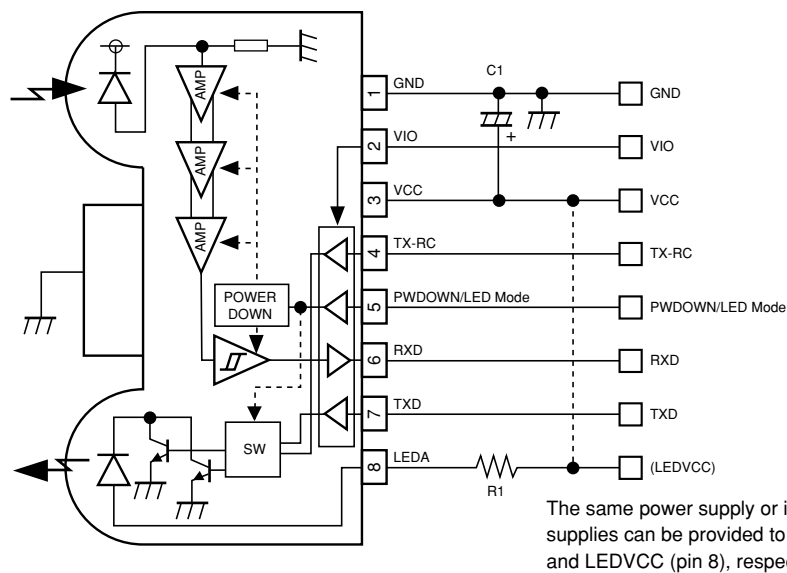 AMP
AMP
AMP
POWER
DOWN
SW
1 GND
2 VIO
3 VCC
4 TX-RC
5 PWDOWN/LED Mode
6 RXD
7 TXD
8 LEDA
C1
+
R1
GND
VIO
VCC
TX-RC
PWDOWN/LED Mode
RXD
TXD
(LEDVCC)
The same power supply or
supplies can be provided to
and LEDVCC (pin 8),